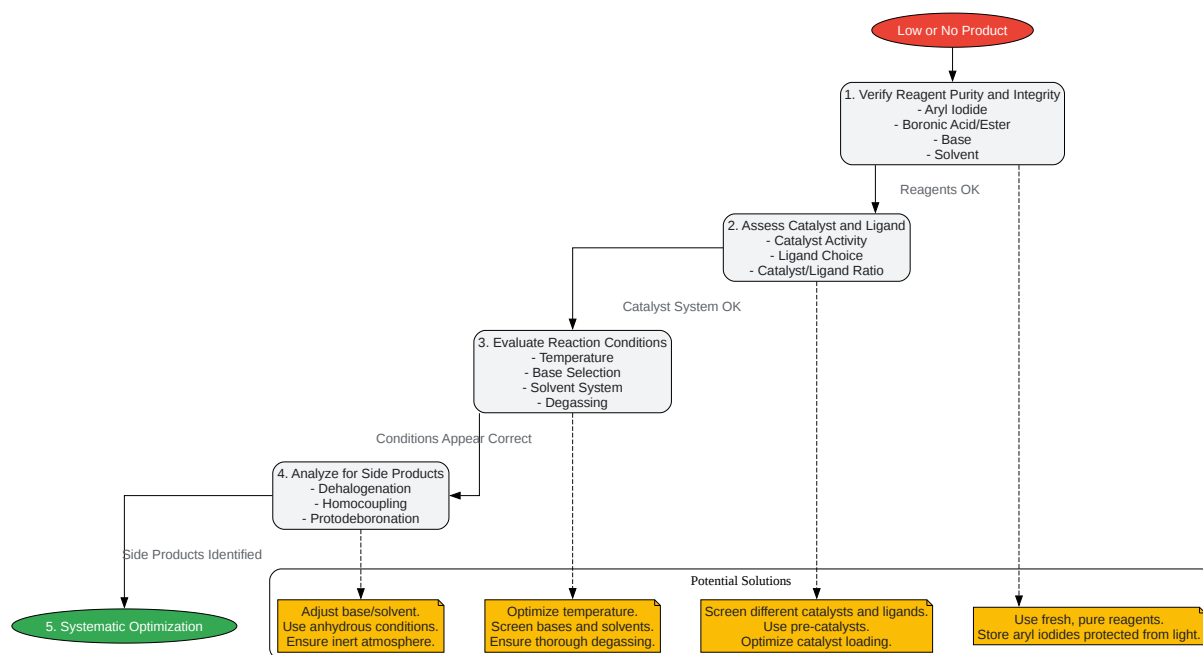 Low or No Product
1. Verify Reagent Purity and Integrity
- Aryl Iodide
- Boronic Acid/Ester
- Base
- Solvent
Reagents OK
2. Assess Catalyst and Ligand
- Catalyst Activity
- Ligand Choice
- Catalyst/Ligand Ratio
Catalyst System OK
3. Evaluate Reaction Conditions
- Temperature
- Base Selection
- Solvent System
- Degassing
Conditions Appear Correct
4. Analyze for Side Products
- Dehalogenation
- Homocoupling
- Protodeboronation
Side Products Identified
5. Systematic Optimization
Potential Solutions
Adjust base/solvent.
Use anhydrous conditions.
Ensure inert atmosphere.
Optimize temperature.
Screen bases and solvents.
Ensure thorough degassing.
Screen different catalysts and ligands.
Use pre-catalysts.
Optimize catalyst loading.
Use fresh, pure reagents.
Store aryl iodides protected from light.